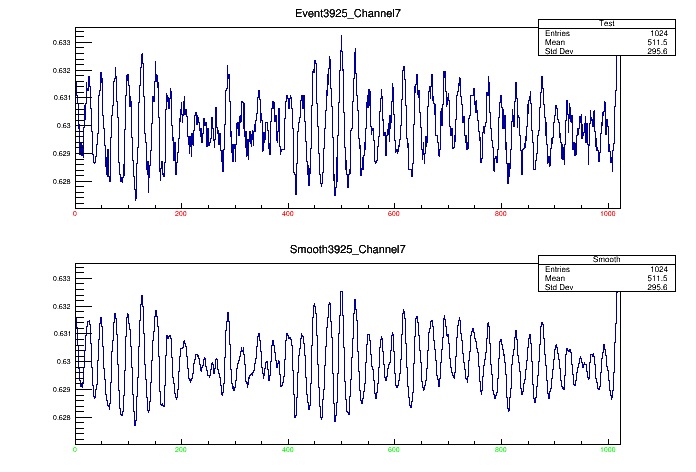 Event3925_Channel7
Test
Entries 1024
Mean 511.5
Std Dev 295.6
0.633
0.632
0.631
0.63
0.629
0.628
0 200 400 600 800 1000
Smooth3925_Channel7
Smooth
Entries 1024
Mean 511.5
Std Dev 295.6
0.633
0.632
0.631
0.63
0.629
0.628
0 200 400 600 800 1000